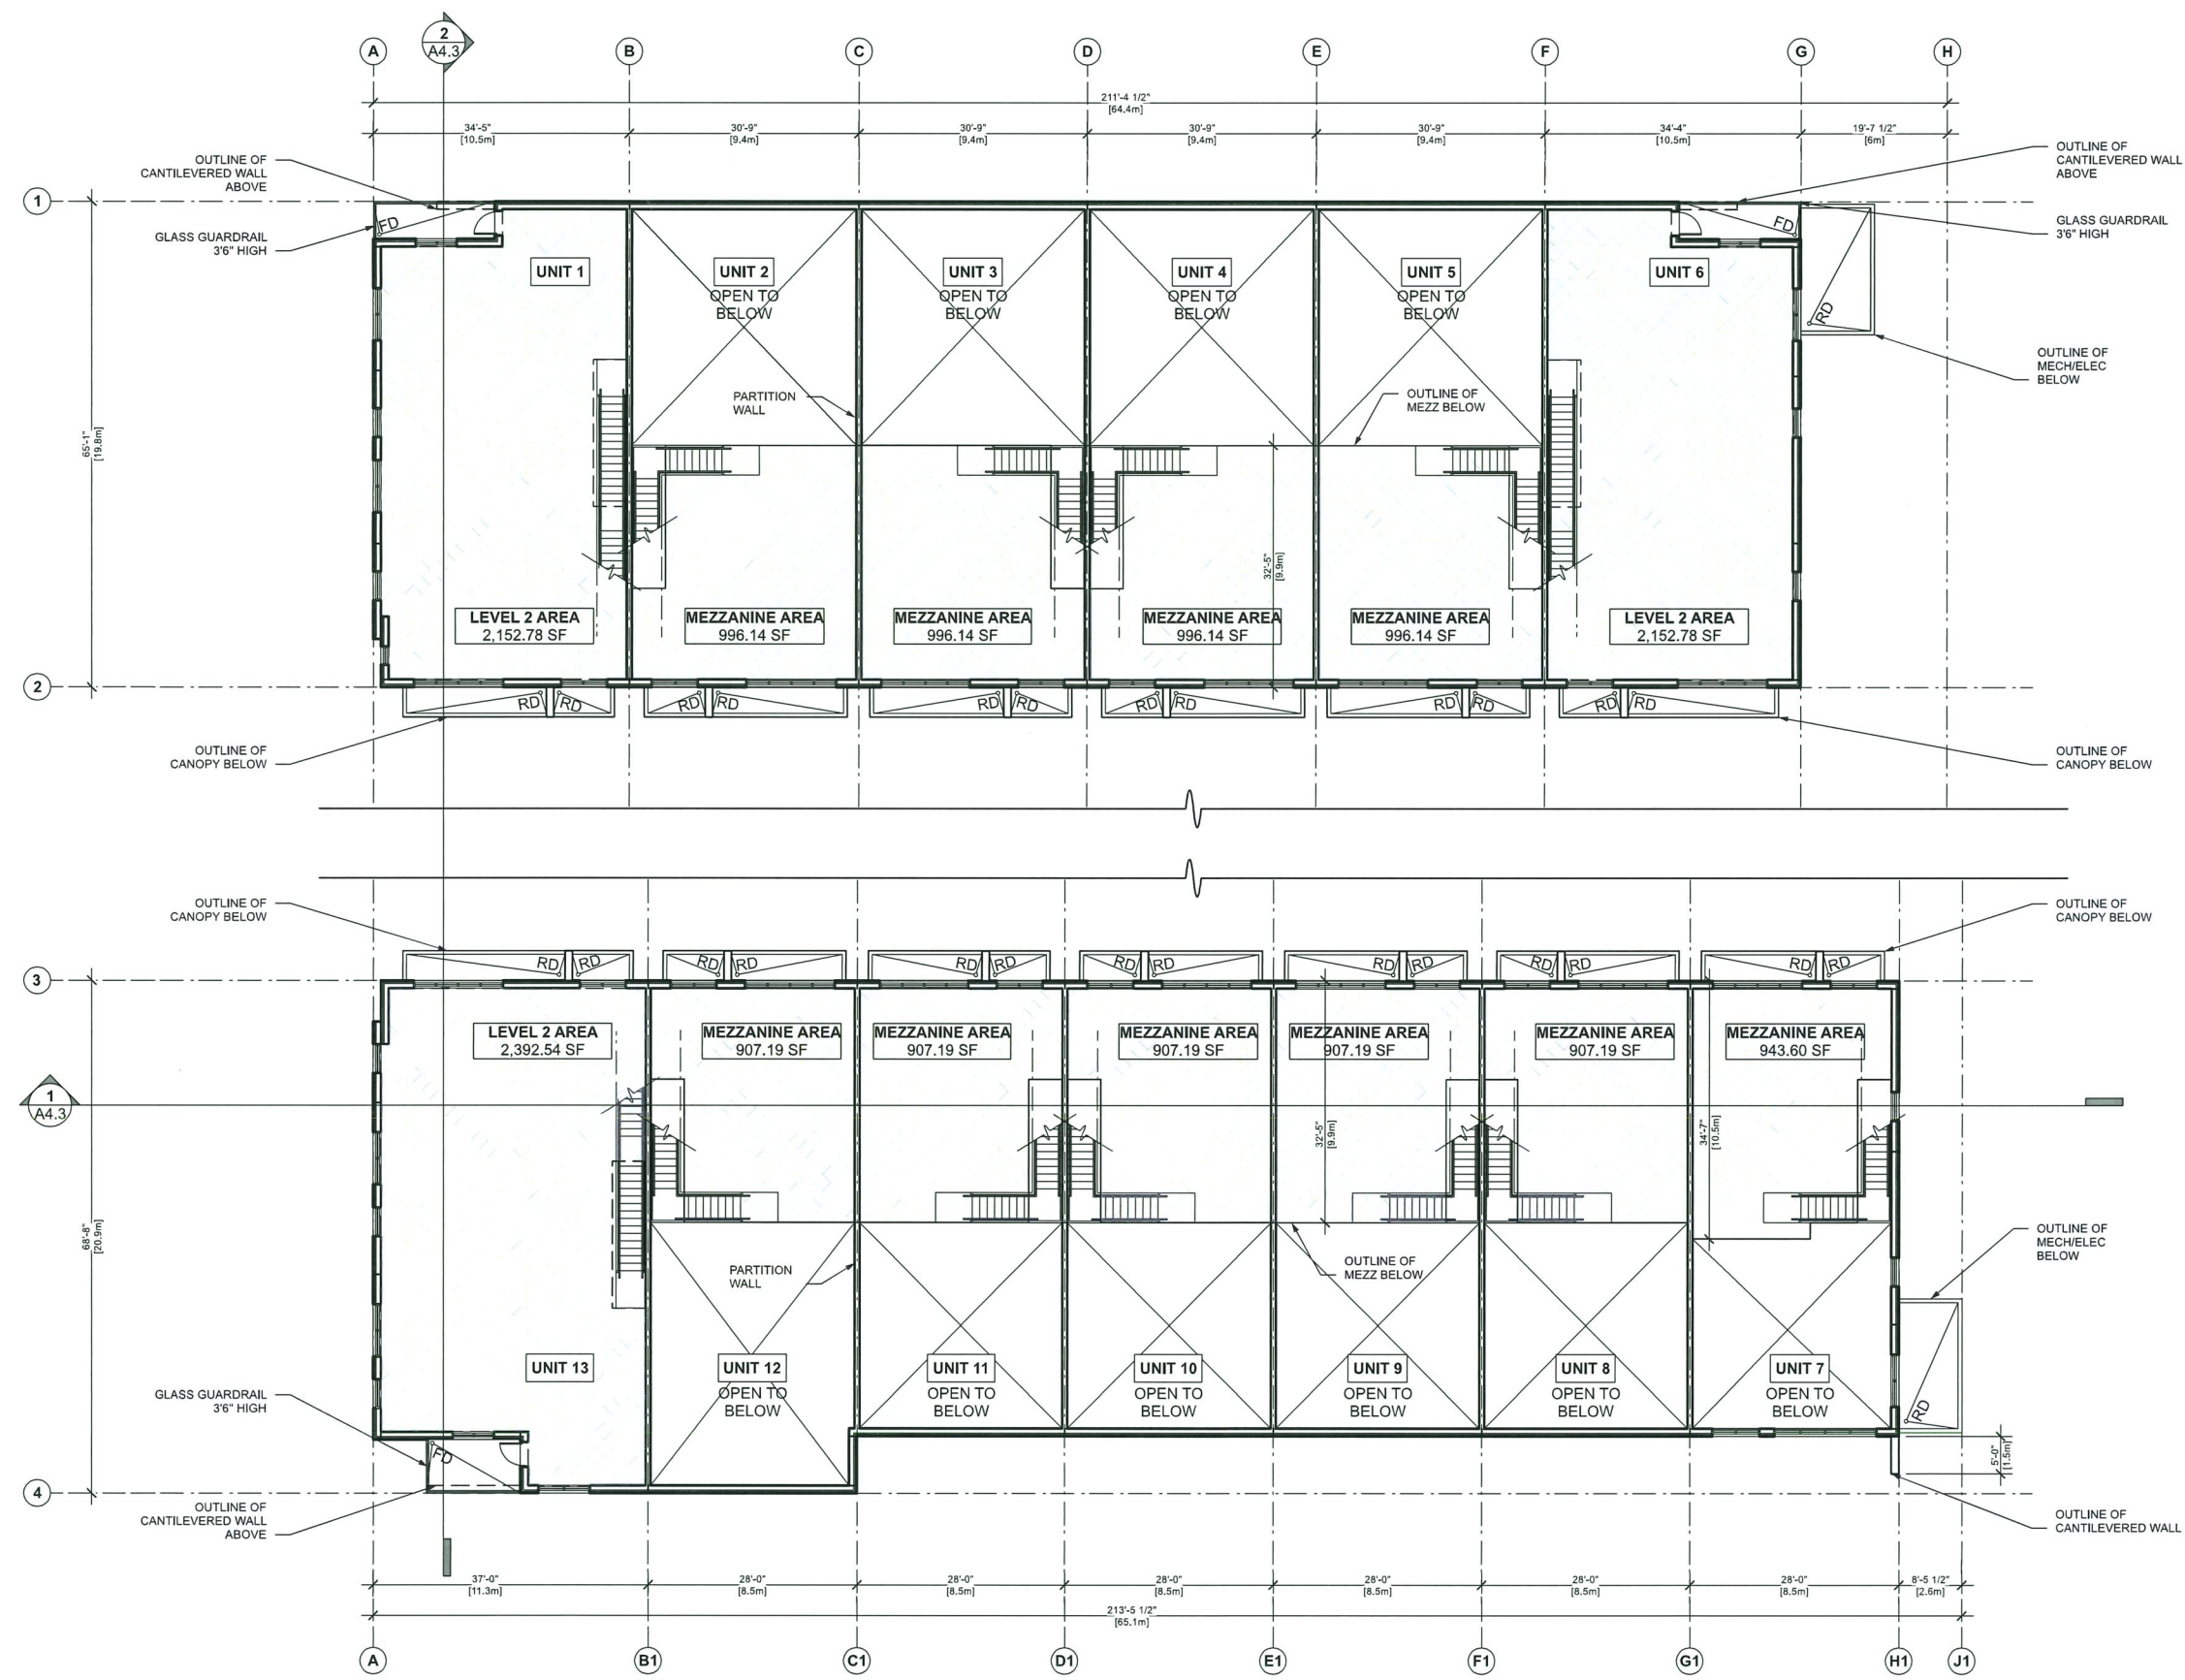 2
A4.3
A
B
C
D
E
F
G
H
211'-4 1/2"
[64.4m]
34'-5"
[10.5m]
30'-9"
[9.4m]
30'-9"
[9.4m]
30'-9"
[9.4m]
30'-9"
[9.4m]
34'-4"
[10.5m]
19'-7 1/2"
[6m]
OUTLINE OF
CANTILEVERED WALL
ABOVE
OUTLINE OF
CANTILEVERED WALL
ABOVE
1
FD
FD
GLASS GUARDRAIL
3'6" HIGH
GLASS GUARDRAIL
3'6" HIGH
UNIT 1
UNIT 2
OPEN TO
BELOW
UNIT 3
OPEN TO
BELOW
UNIT 4
OPEN TO
BELOW
UNIT 5
OPEN TO
BELOW
UNIT 6
RD
OUTLINE OF
MECH/ELEC
BELOW
PARTITION
WALL
OUTLINE OF
MEZZ BELOW
65'-1"
[19.8m]
32'-5"
[9.9m]
LEVEL 2 AREA
2,152.78 SF
MEZZANINE AREA
996.14 SF
MEZZANINE AREA
996.14 SF
MEZZANINE AREA
996.14 SF
MEZZANINE AREA
996.14 SF
LEVEL 2 AREA
2,152.78 SF
2
RD RD
RD RD
RD RD
RD RD
RD RD
RD RD
OUTLINE OF
CANOPY BELOW
OUTLINE OF
CANOPY BELOW
OUTLINE OF
CANOPY BELOW
OUTLINE OF
CANOPY BELOW
RD RD
RD RD
RD RD
RD RD
RD RD
RD RD
RD RD
3
LEVEL 2 AREA
2,392.54 SF
MEZZANINE AREA
907.19 SF
MEZZANINE AREA
907.19 SF
MEZZANINE AREA
907.19 SF
MEZZANINE AREA
907.19 SF
MEZZANINE AREA
907.19 SF
MEZZANINE AREA
943.60 SF
1
A4.3
32'-5"
[9.9m]
34'-7"
[10.5m]
68'-8"
[20.9m]
PARTITION
WALL
OUTLINE OF
MEZZ BELOW
OUTLINE OF
MECH/ELEC
BELOW
UNIT 13
UNIT 12
OPEN TO
BELOW
UNIT 11
OPEN TO
BELOW
UNIT 10
OPEN TO
BELOW
UNIT 9
OPEN TO
BELOW
UNIT 8
OPEN TO
BELOW
UNIT 7
OPEN TO
BELOW
RD
GLASS GUARDRAIL
3'6" HIGH
FD
5'-0"
[1.5m]
4
OUTLINE OF
CANTILEVERED WALL
ABOVE
OUTLINE OF
CANTILEVERED WALL
37'-0"
[11.3m]
28'-0"
[8.5m]
28'-0"
[8.5m]
28'-0"
[8.5m]
28'-0"
[8.5m]
28'-0"
[8.5m]
28'-0"
[8.5m]
8'-5 1/2"
[2.6m]
213'-5 1/2"
[65.1m]
A
B1
C1
D1
E1
F1
G1
H1
J1